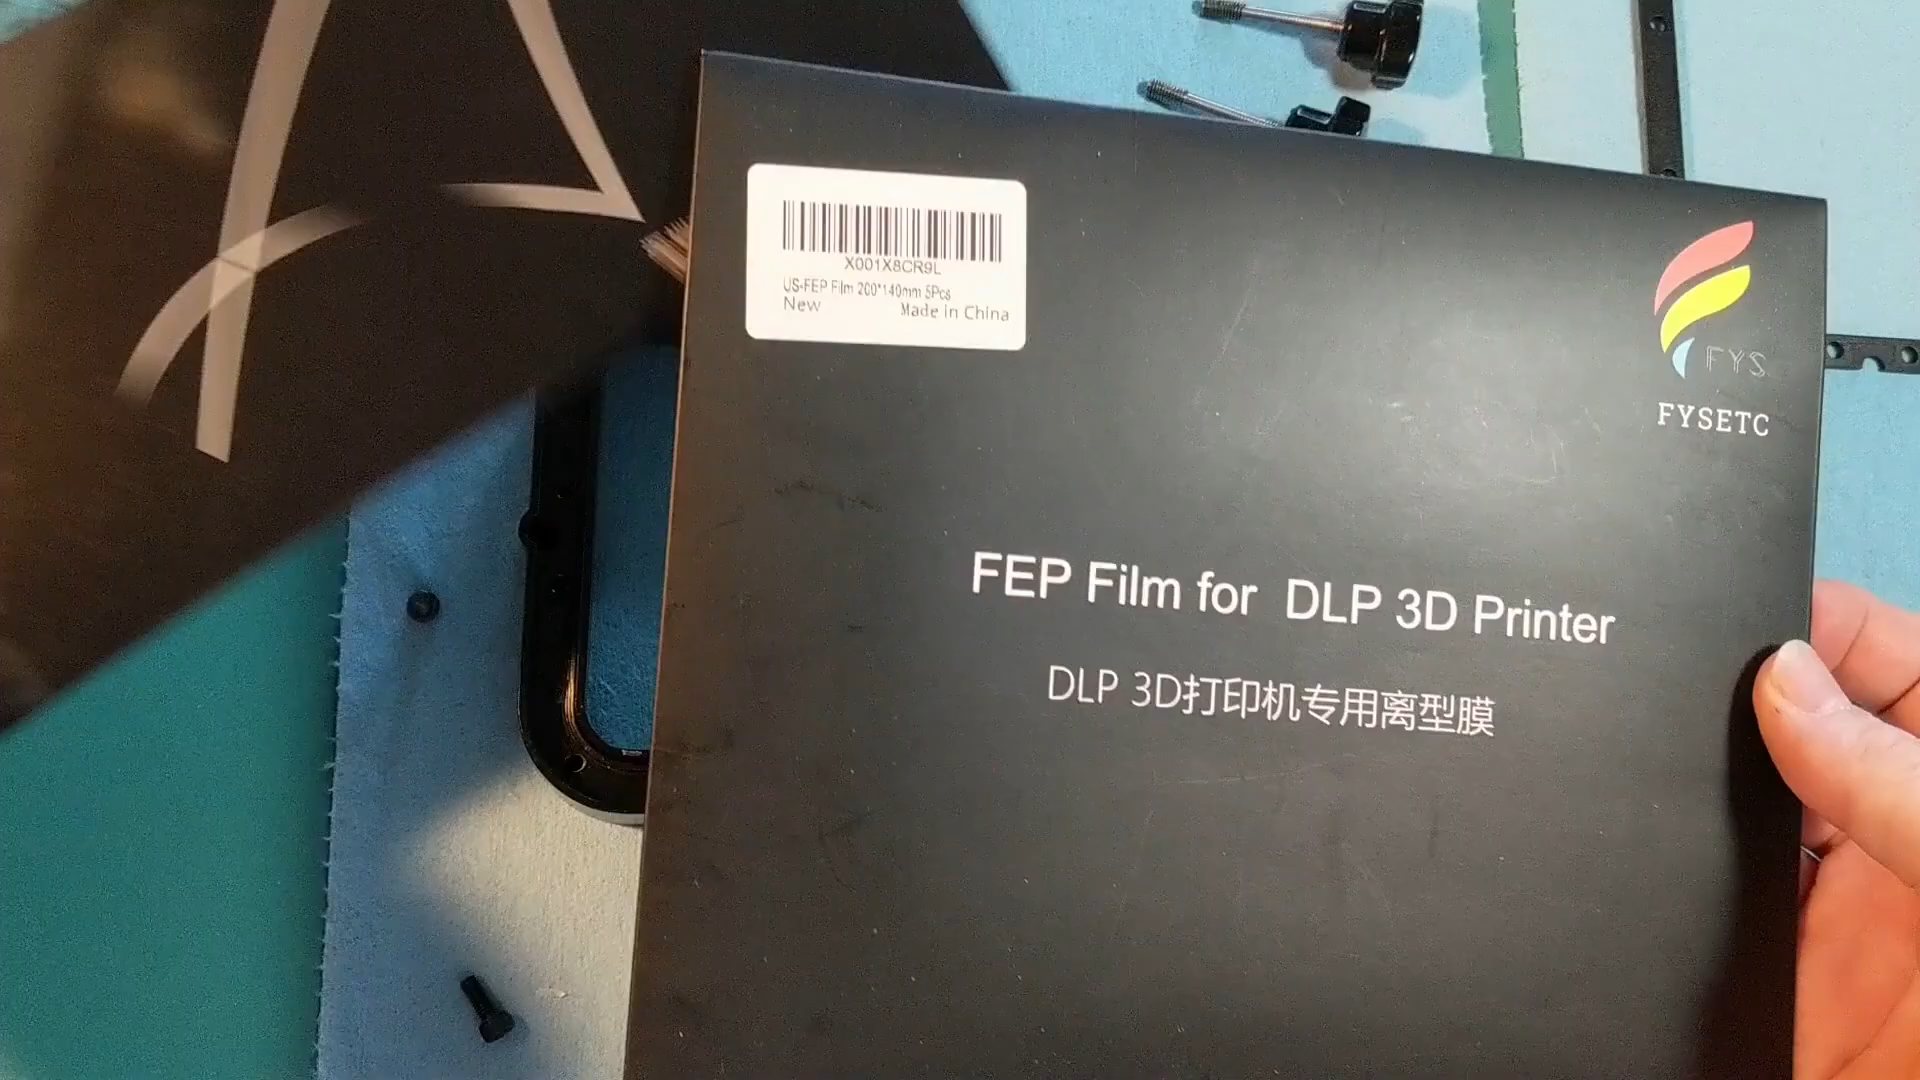 X001X8CR9L
US-FEP Film 200*140mm 5Pcs
New
Made in China
FYS
FYSETC
FEP Film for DLP 3D Printer
DLP 3D打印机专用离型膜